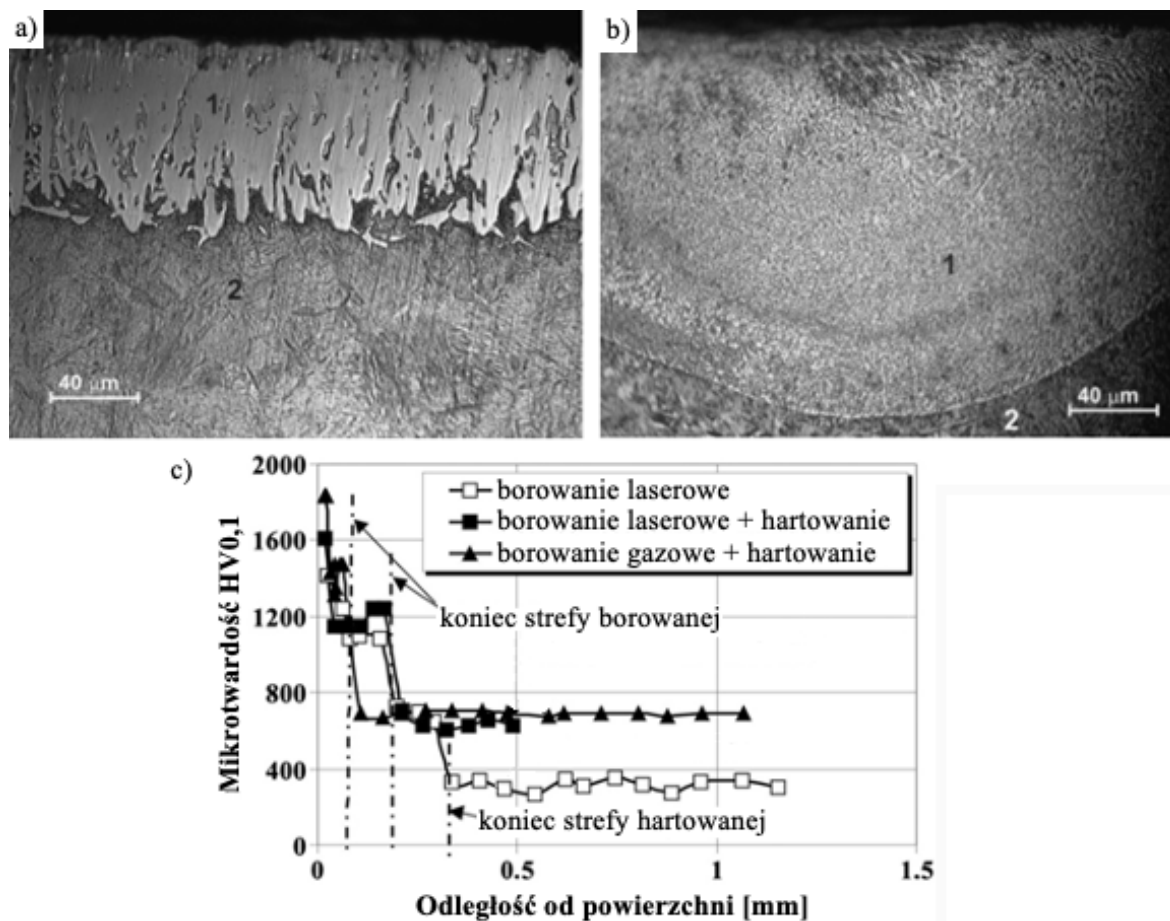 a)
1
2
40 μm
b)
1
2
40 μm
c)
Mikrotwardość HV0,1
2000
1600
1200
800
400
0
borowanie laserowe
borowanie laserowe + hartowanie
borowanie gazowe + hartowanie
koniec strefy borowanej
koniec strefy hartowanej
0
0.5
1
1.5
Odległość od powierzchni [mm]